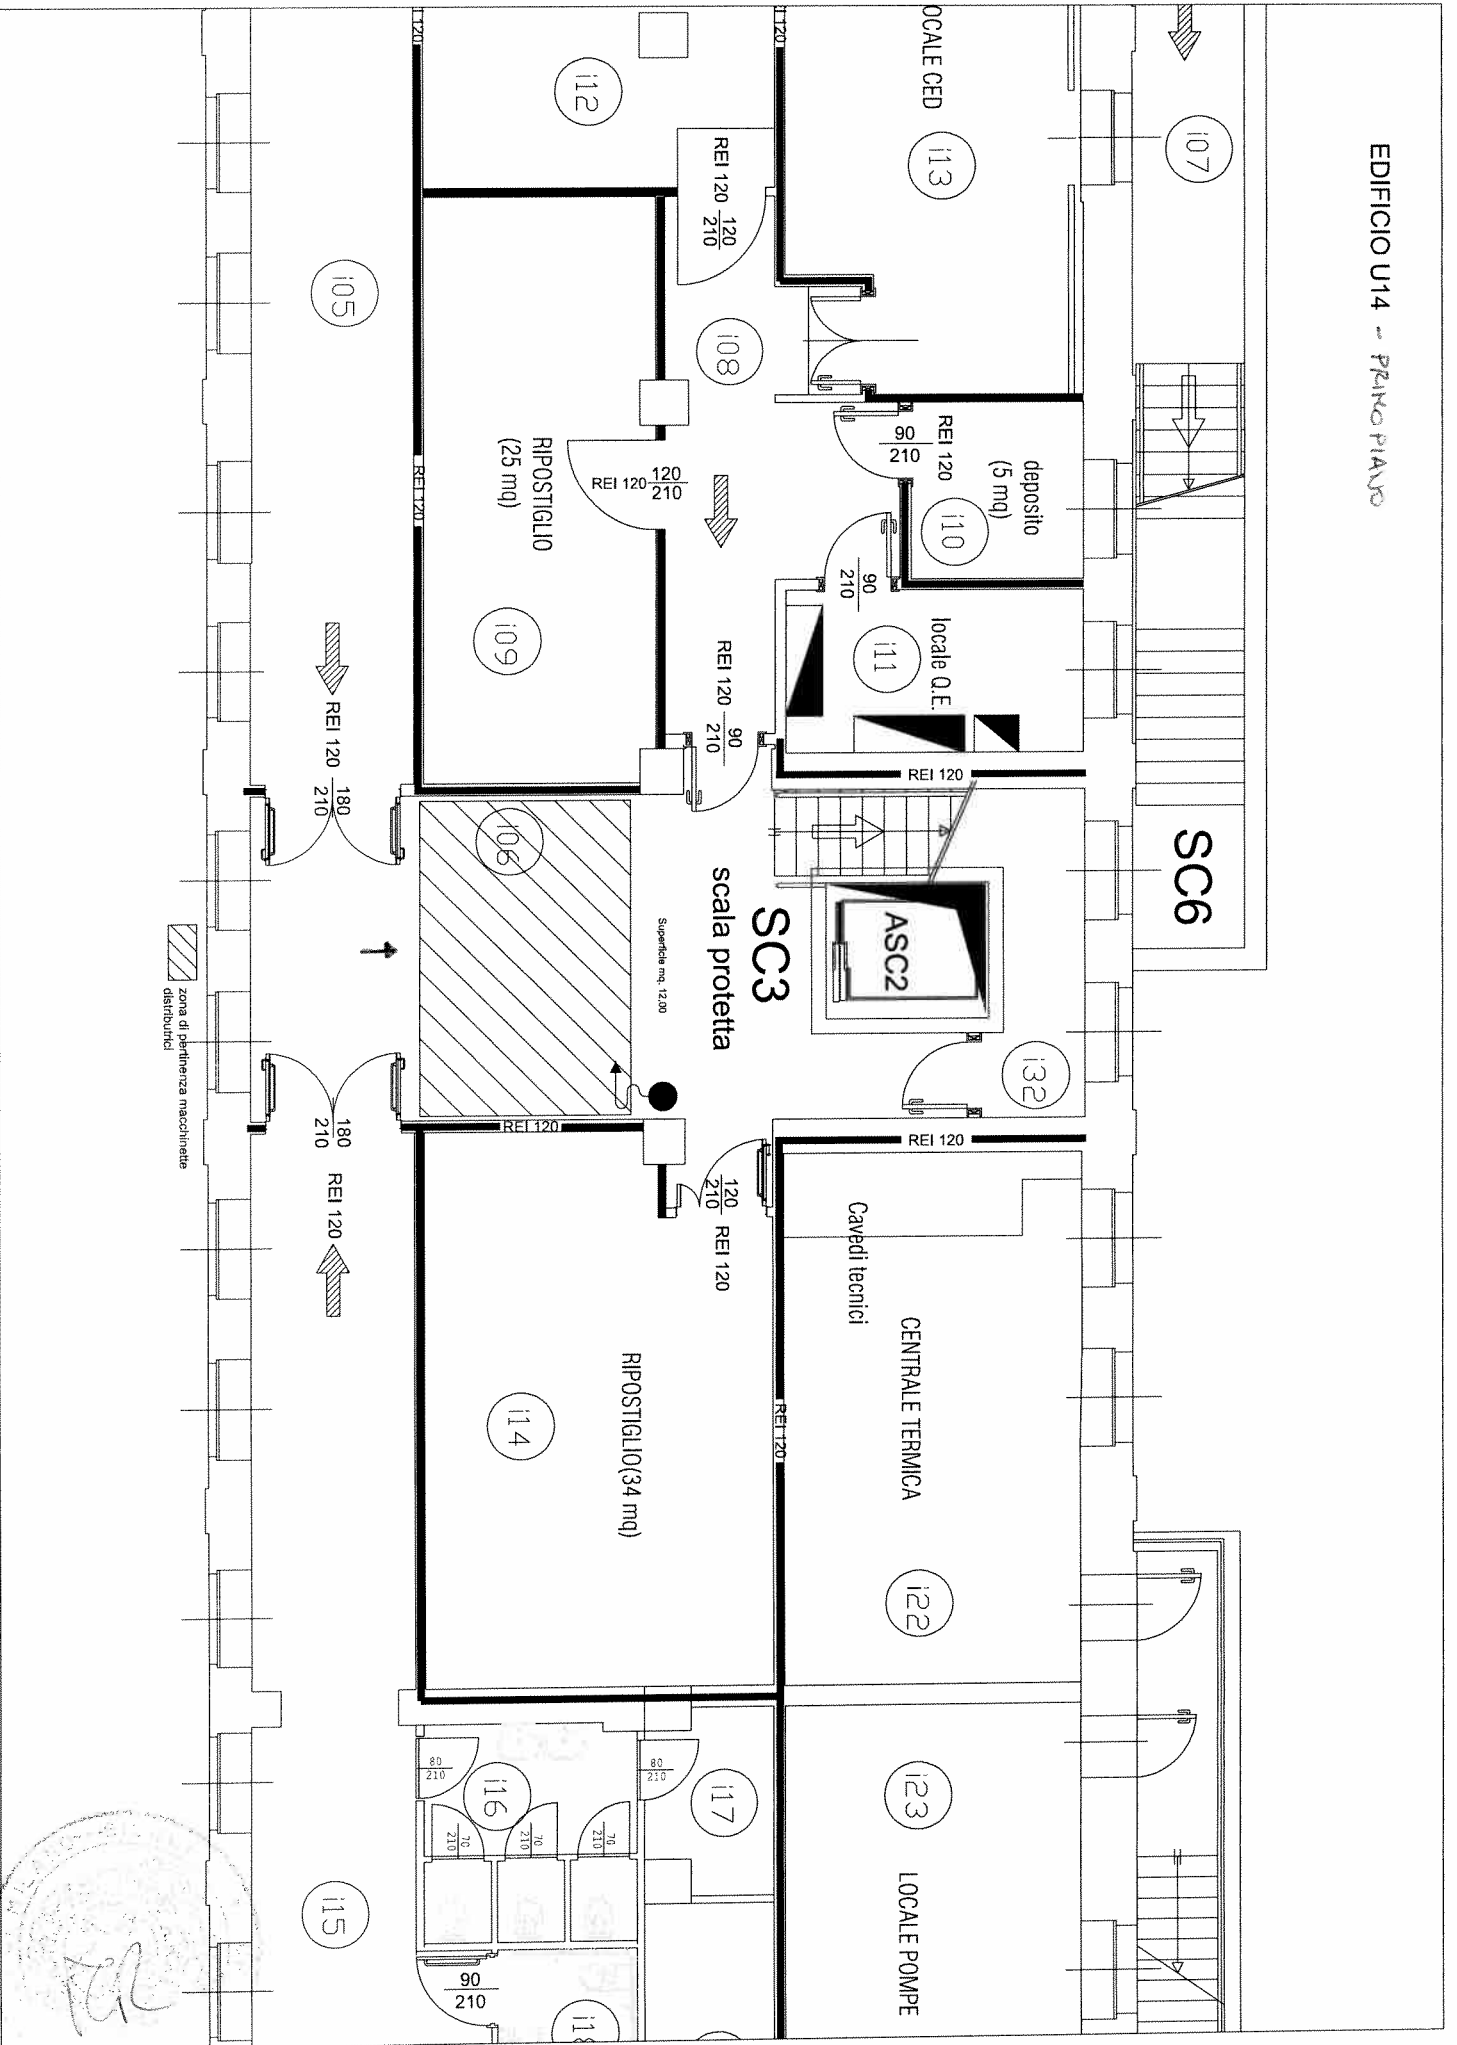 EDIFICIO U14 - PRIMO PIANO
i07
SC6
OCALE CED
i13
deposito
(5 mq)
i10
REI 120
90
210
locale Q.E.
i11
90
210
REI 120
ASC2
i32
REI 120
Cavedi tecnici
CENTRALE TERMICA
i22
i23
LOCALE POMPE
120
i12
REI 120
120
210
i08
REI 120
90
210
SC3
scala protetta
Superficie mq. 12.00
120
210
REI 120
REI 120
i17
RIPOSTIGLIO
(25 mq)
REI 120
120
210
i09
i06
REI 120
RIPOSTIGLIO(34 mq)
i14
80
210
80
210
i16
70
210
70
210
70
210
90
210
120
REI 120
i05
REI 120
180
210
180
210
REI 120
i15
zona di pertinenza macchinette
distributrici